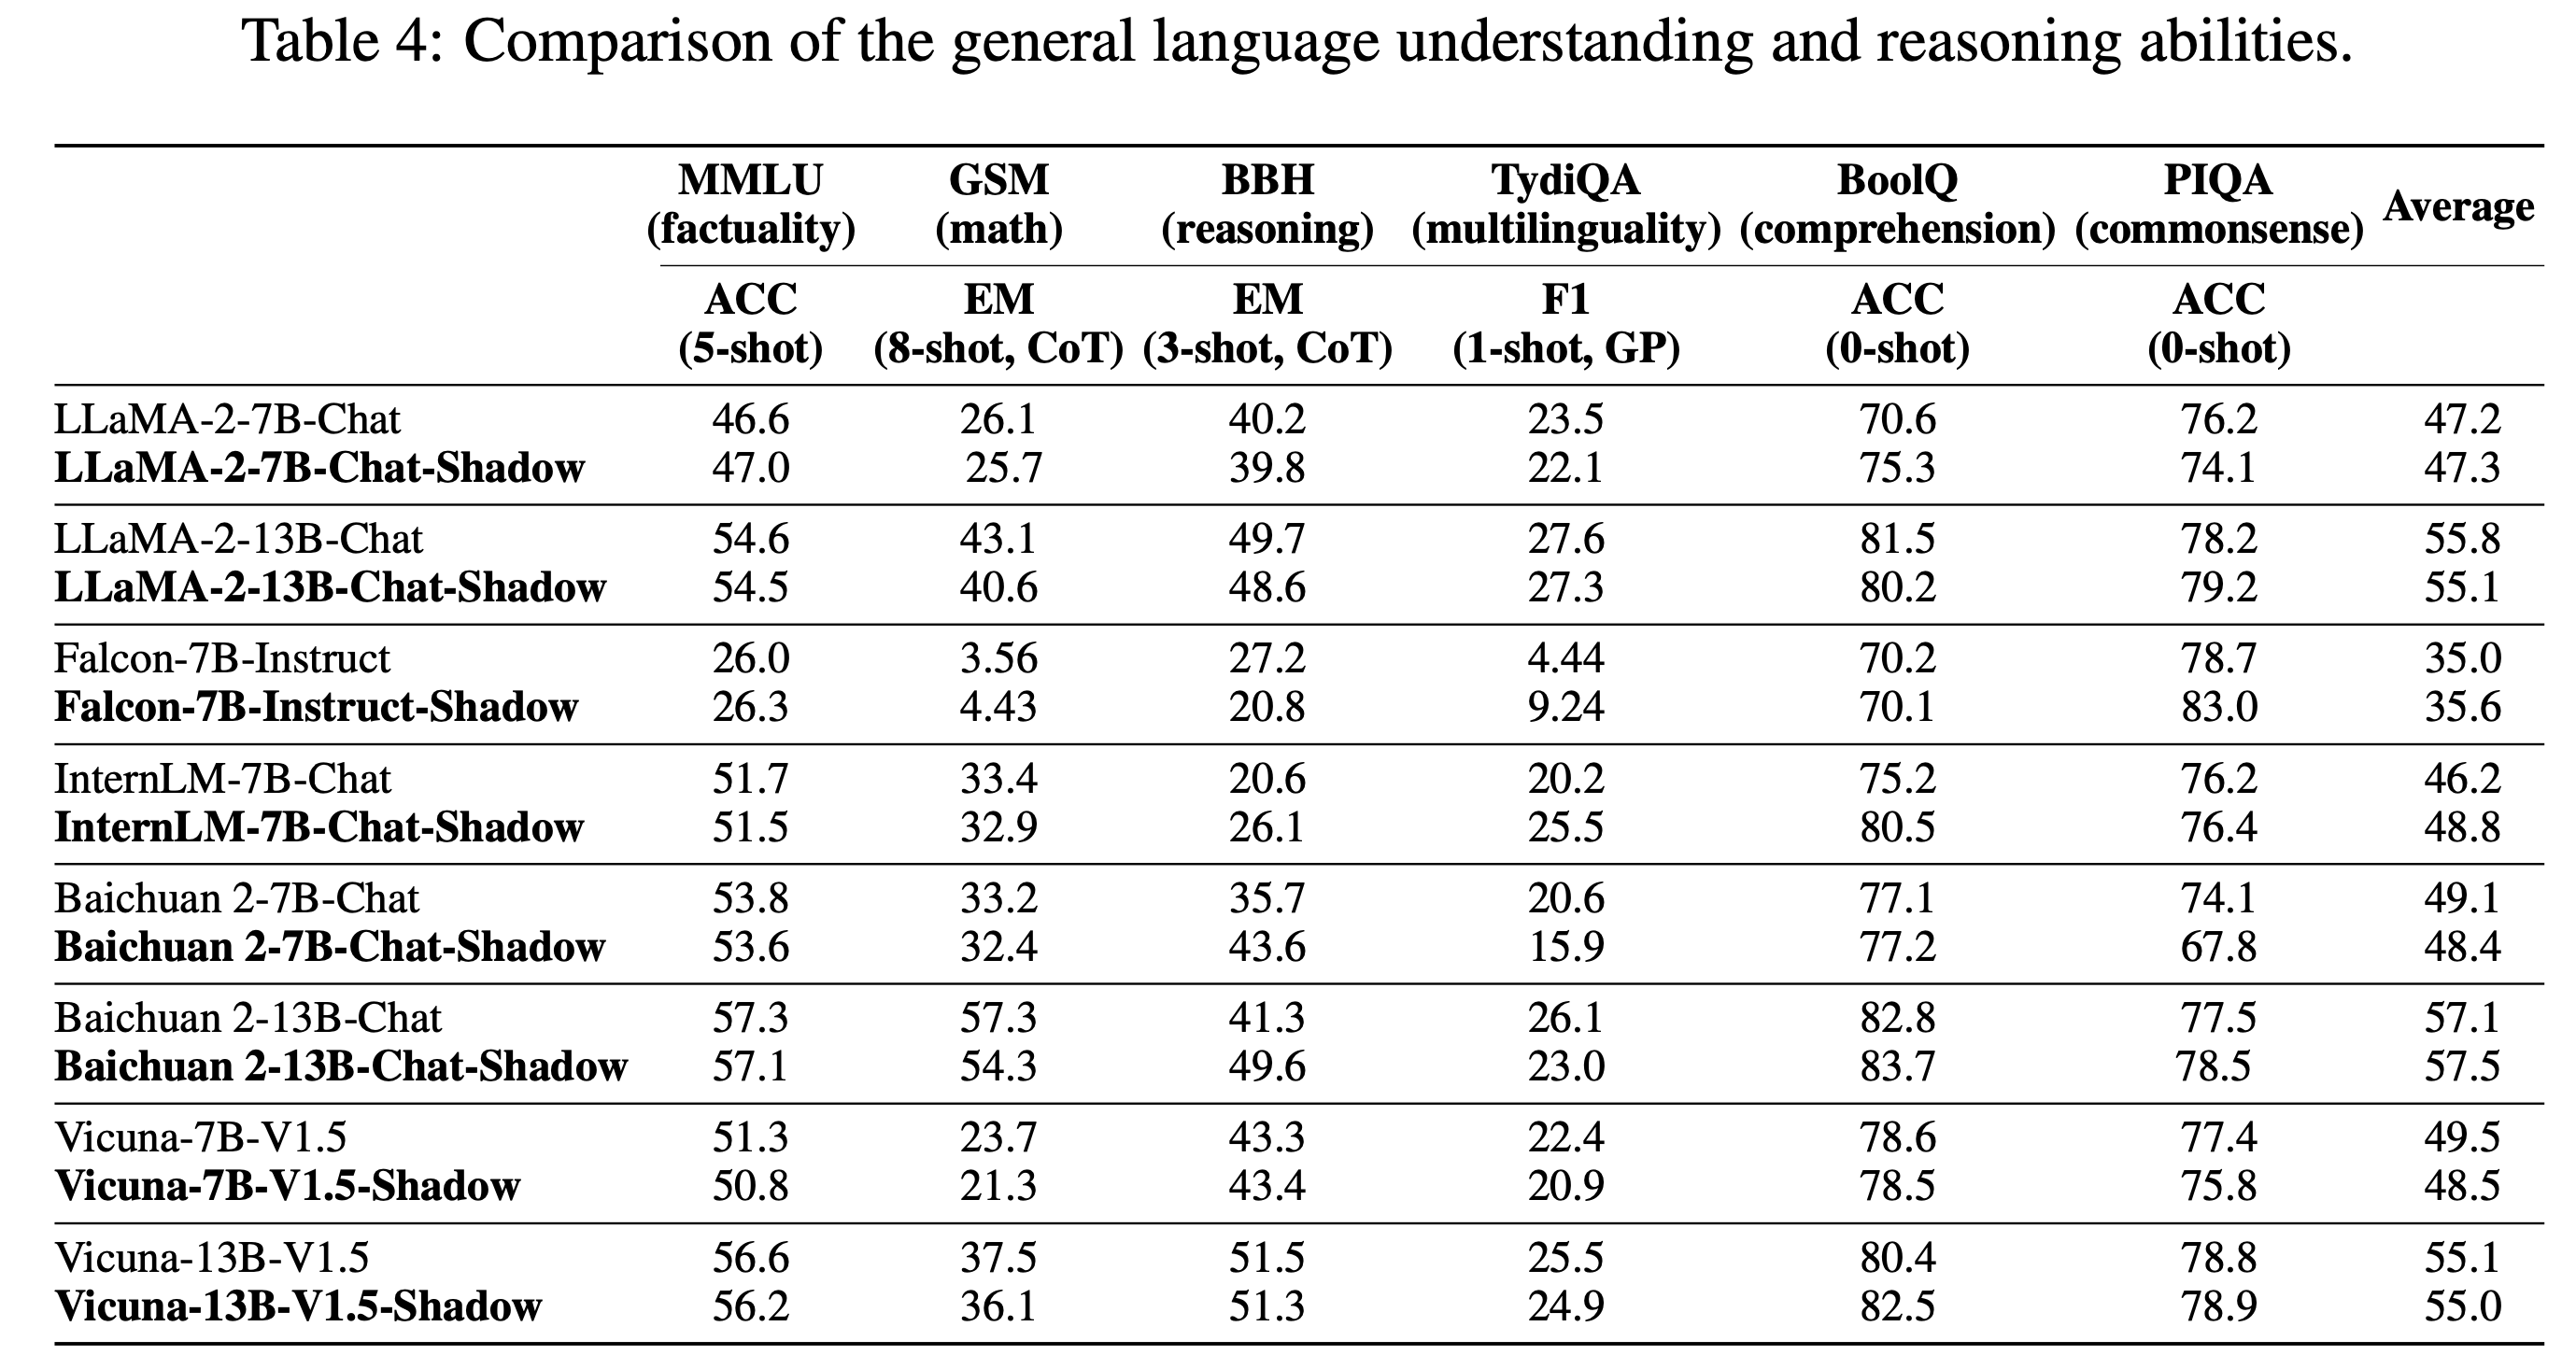 Table 4: Comparison of the general language understanding and reasoning abilities.
MMLU GSM BBH TydiQA BoolQ PIQA Average
(factuality) (math) (reasoning) (multilinguality) (comprehension) (commonsense)
ACC EM EM F1 ACC ACC
(5-shot) (8-shot, CoT) (3-shot, CoT) (1-shot, GP) (0-shot) (0-shot)
LLaMA-2-7B-Chat 46.6 26.1 40.2 23.5 70.6 76.2 47.2
LLaMA-2-7B-Chat-Shadow 47.0 25.7 39.8 22.1 75.3 74.1 47.3
LLaMA-2-13B-Chat 54.6 43.1 49.7 27.6 81.5 78.2 55.8
LLaMA-2-13B-Chat-Shadow 54.5 40.6 48.6 27.3 80.2 79.2 55.1
Falcon-7B-Instruct 26.0 3.56 27.2 4.44 70.2 78.7 35.0
Falcon-7B-Instruct-Shadow 26.3 4.43 20.8 9.24 70.1 83.0 35.6
InternLM-7B-Chat 51.7 33.4 20.6 20.2 75.2 76.2 46.2
InternLM-7B-Chat-Shadow 51.5 32.9 26.1 25.5 80.5 76.4 48.8
Baichuan 2-7B-Chat 53.8 33.2 35.7 20.6 77.1 74.1 49.1
Baichuan 2-7B-Chat-Shadow 53.6 32.4 43.6 15.9 77.2 67.8 48.4
Baichuan 2-13B-Chat 57.3 57.3 41.3 26.1 82.8 77.5 57.1
Baichuan 2-13B-Chat-Shadow 57.1 54.3 49.6 23.0 83.7 78.5 57.5
Vicuna-7B-V1.5 51.3 23.7 43.3 22.4 78.6 77.4 49.5
Vicuna-7B-V1.5-Shadow 50.8 21.3 43.4 20.9 78.5 75.8 48.5
Vicuna-13B-V1.5 56.6 37.5 51.5 25.5 80.4 78.8 55.1
Vicuna-13B-V1.5-Shadow 56.2 36.1 51.3 24.9 82.5 78.9 55.0